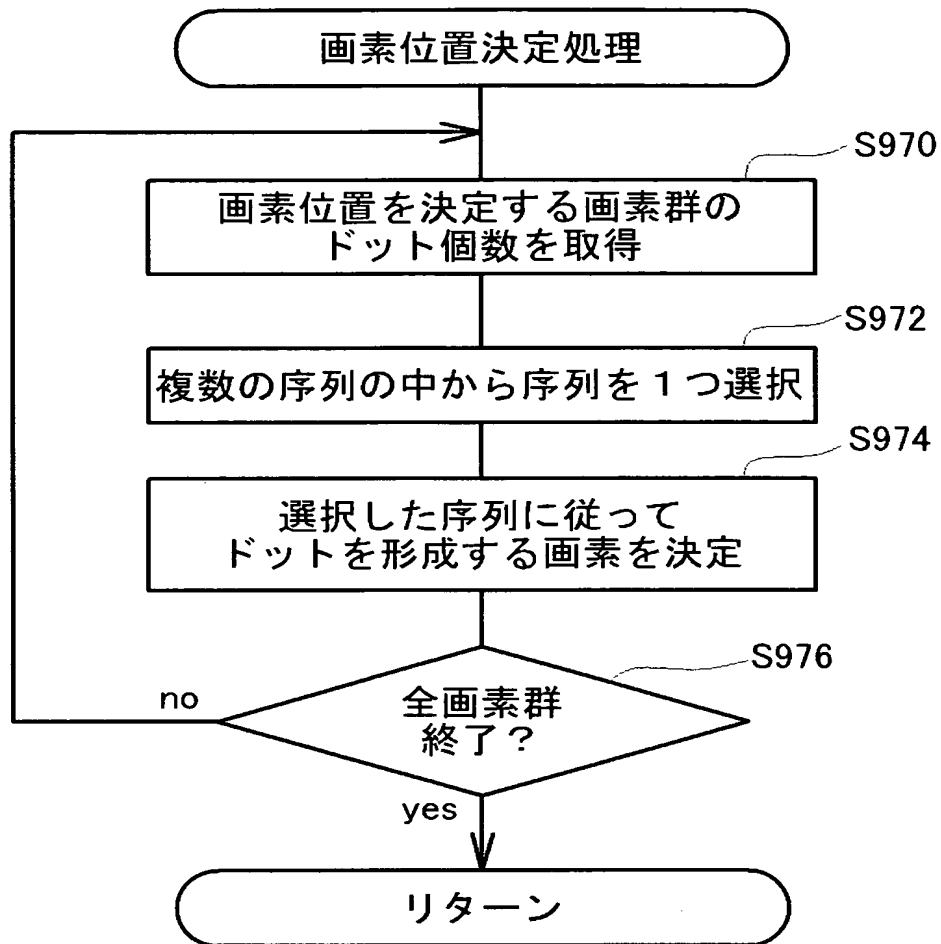 画素位置決定処理
S970
画素位置を決定する画素群の
ドット個数を取得
S972
複数の序列の中から序列を１つ選択
S974
選択した序列に従って
ドットを形成する画素を決定
S976
全画素群
終了？
no
yes
リターン